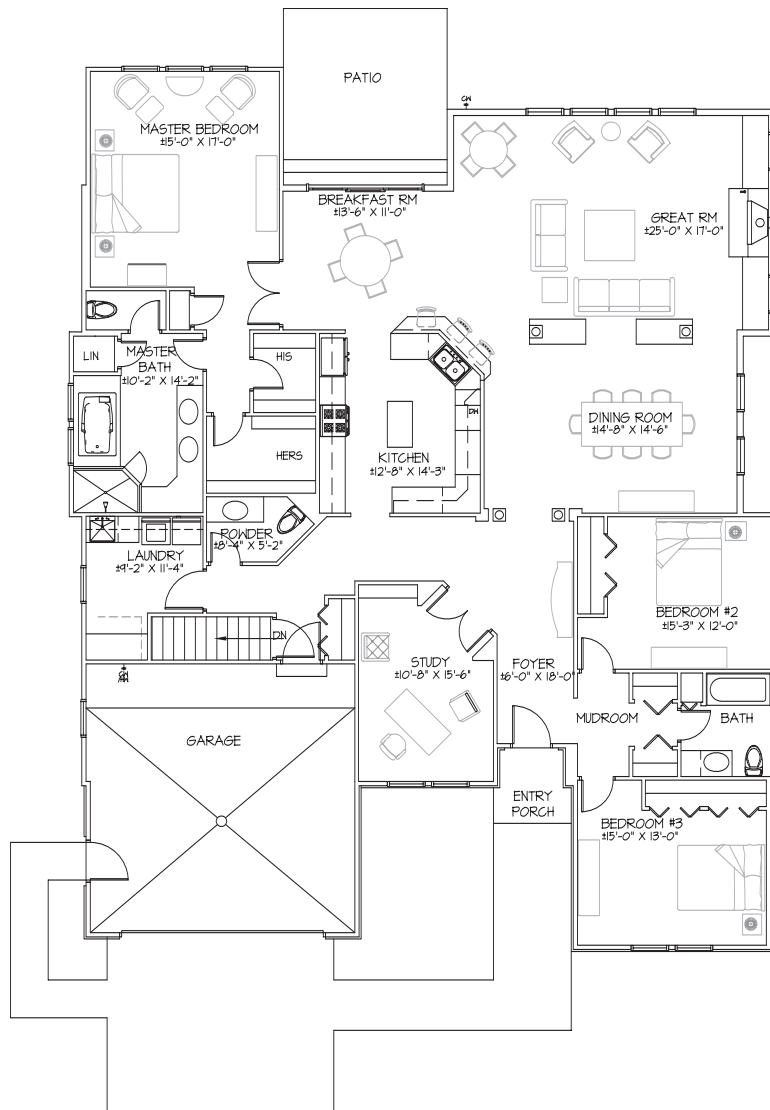 PATIO
CW
MASTER BEDROOM
±15'-0" X 17'-0"
BREAKFAST RM
±13'-6" X 11'-0"
GREAT RM
±25'-0" X 17'-0"
LIN
MASTER
BATH
±10'-2" X 14'-2"
HIS
HERS
DW
KITCHEN
±12'-8" X 14'-3"
DINING ROOM
±14'-8" X 14'-6"
POWDER
±8'-4" X 5'-2"
LAUNDRY
±9'-2" X 11'-4"
DN
BEDROOM #2
±15'-3" X 12'-0"
STUDY
±10'-8" X 15'-6"
FOYER
±6'-0" X 18'-0"
MUDROOM
BATH
GARAGE
ENTRY
PORCH
BEDROOM #3
±15'-0" X 13'-0"